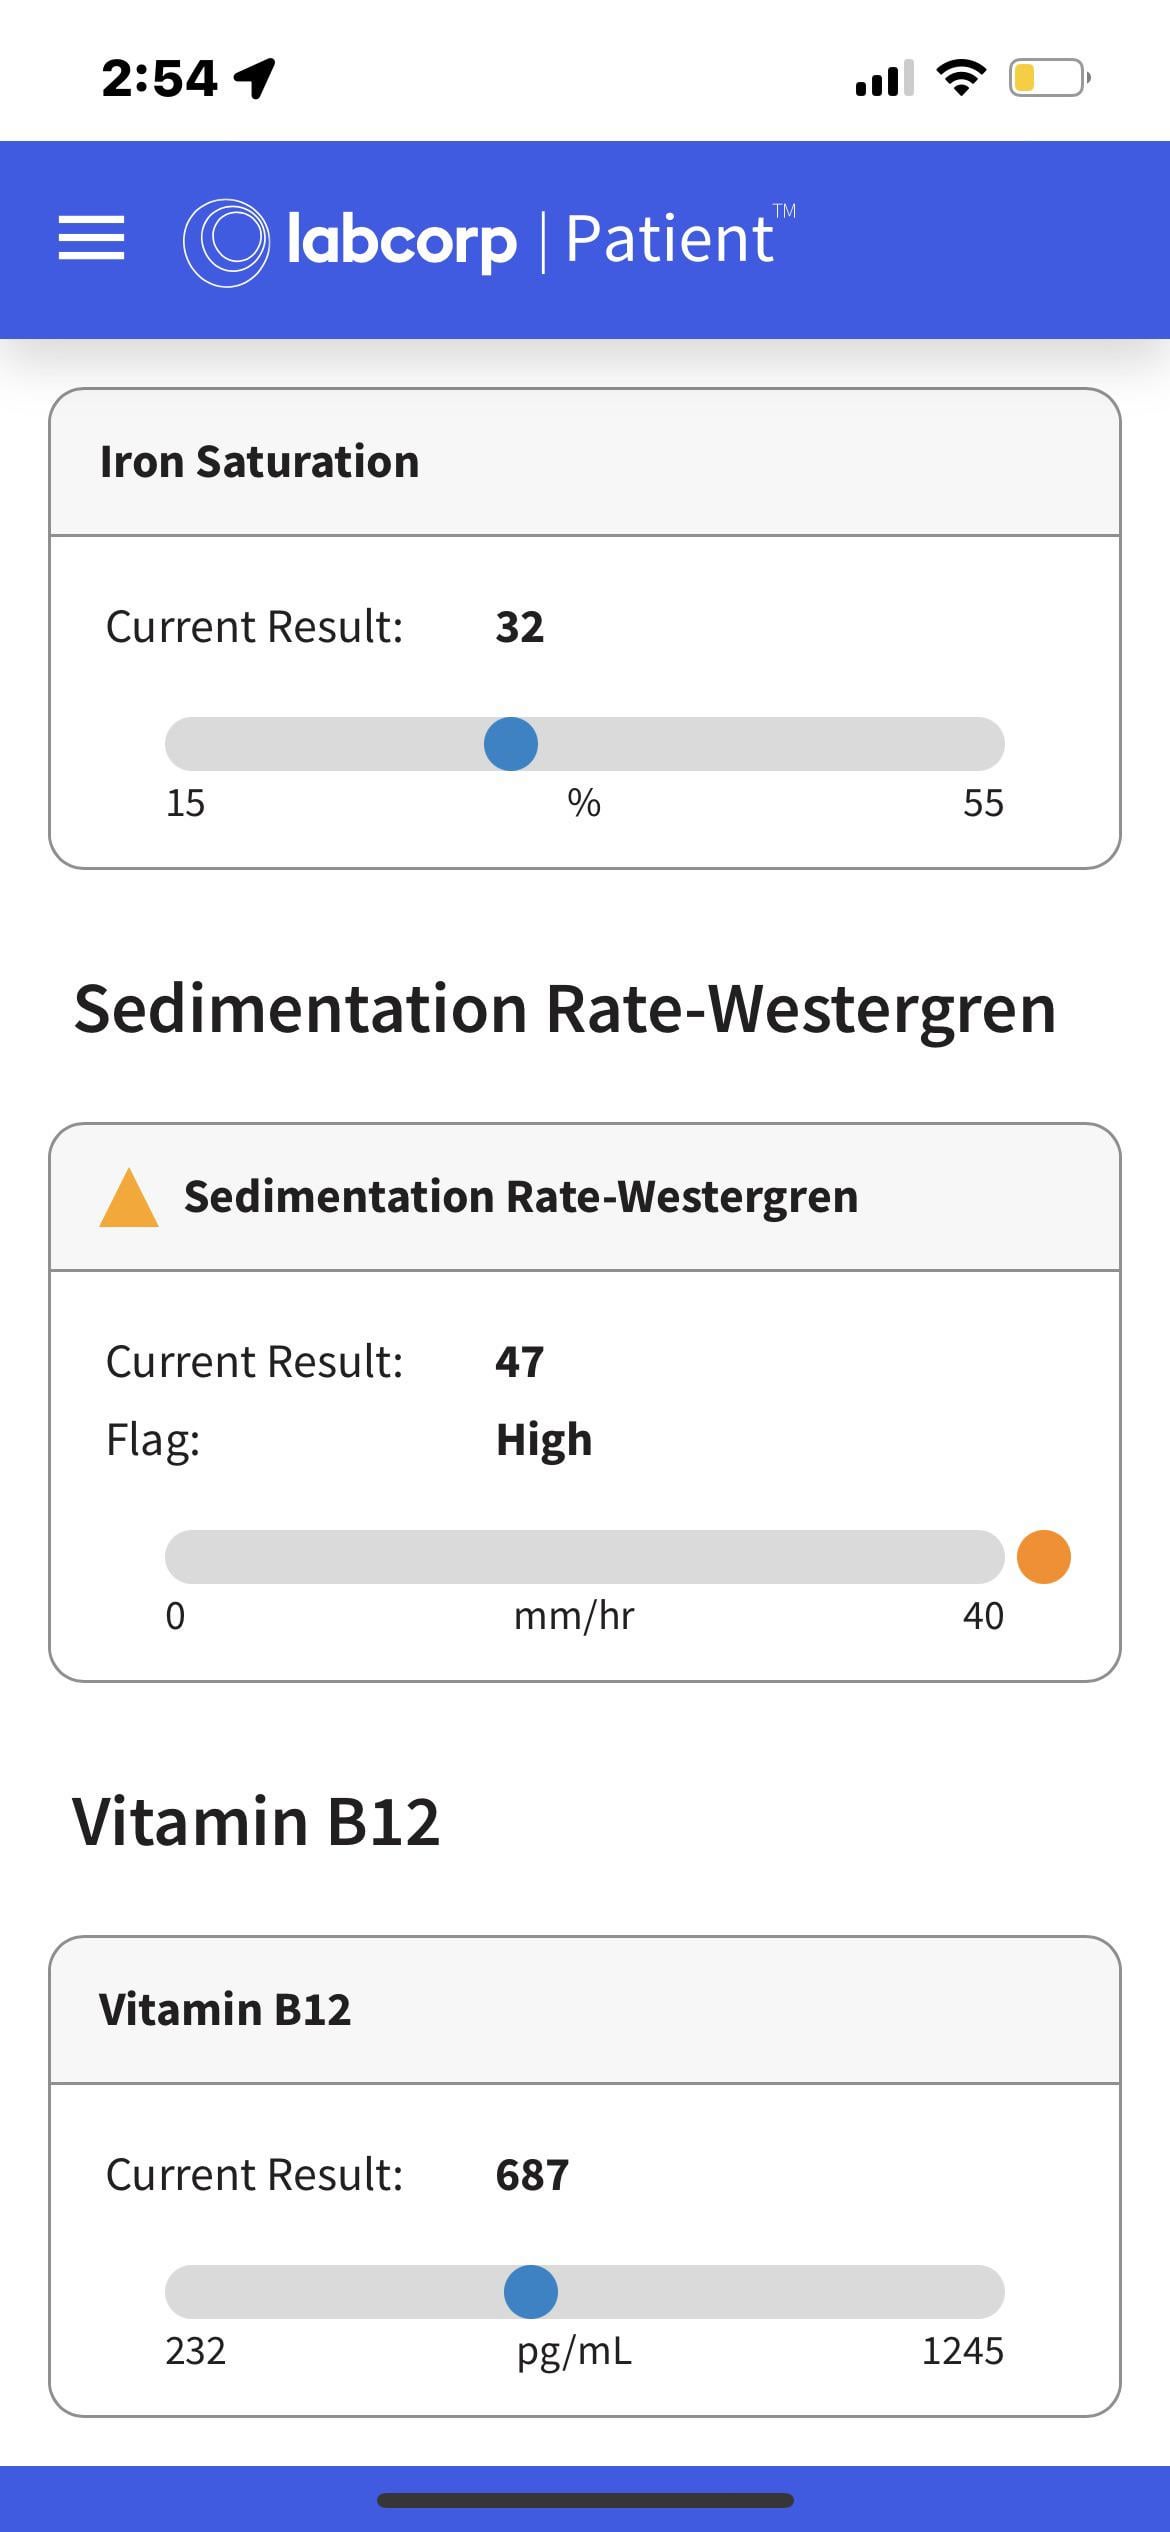 2:54
labcorp | Patient™
Iron Saturation
Current Result: 32
15 % 55
Sedimentation Rate-Westergren
Sedimentation Rate-Westergren
Current Result: 47
Flag: High
0 mm/hr 40
Vitamin B12
Vitamin B12
Current Result: 687
232 pg/mL 1245